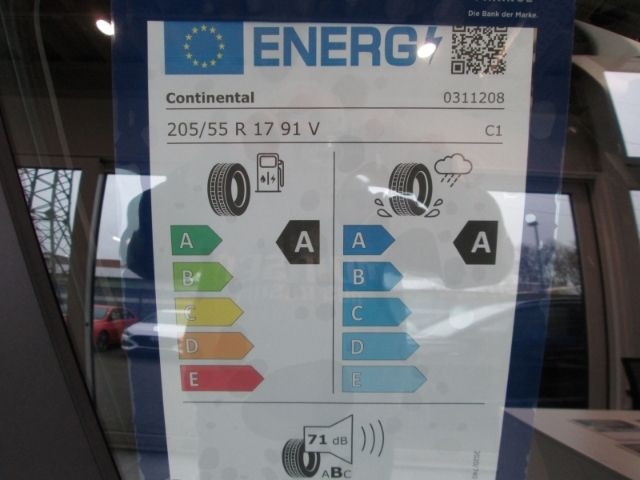 Die Bank der Marke.
ENERG
Continental 0311208
205/55 R 17 91 V C1
A A A A
B B
C C
D D
E E
71 dB
ABC